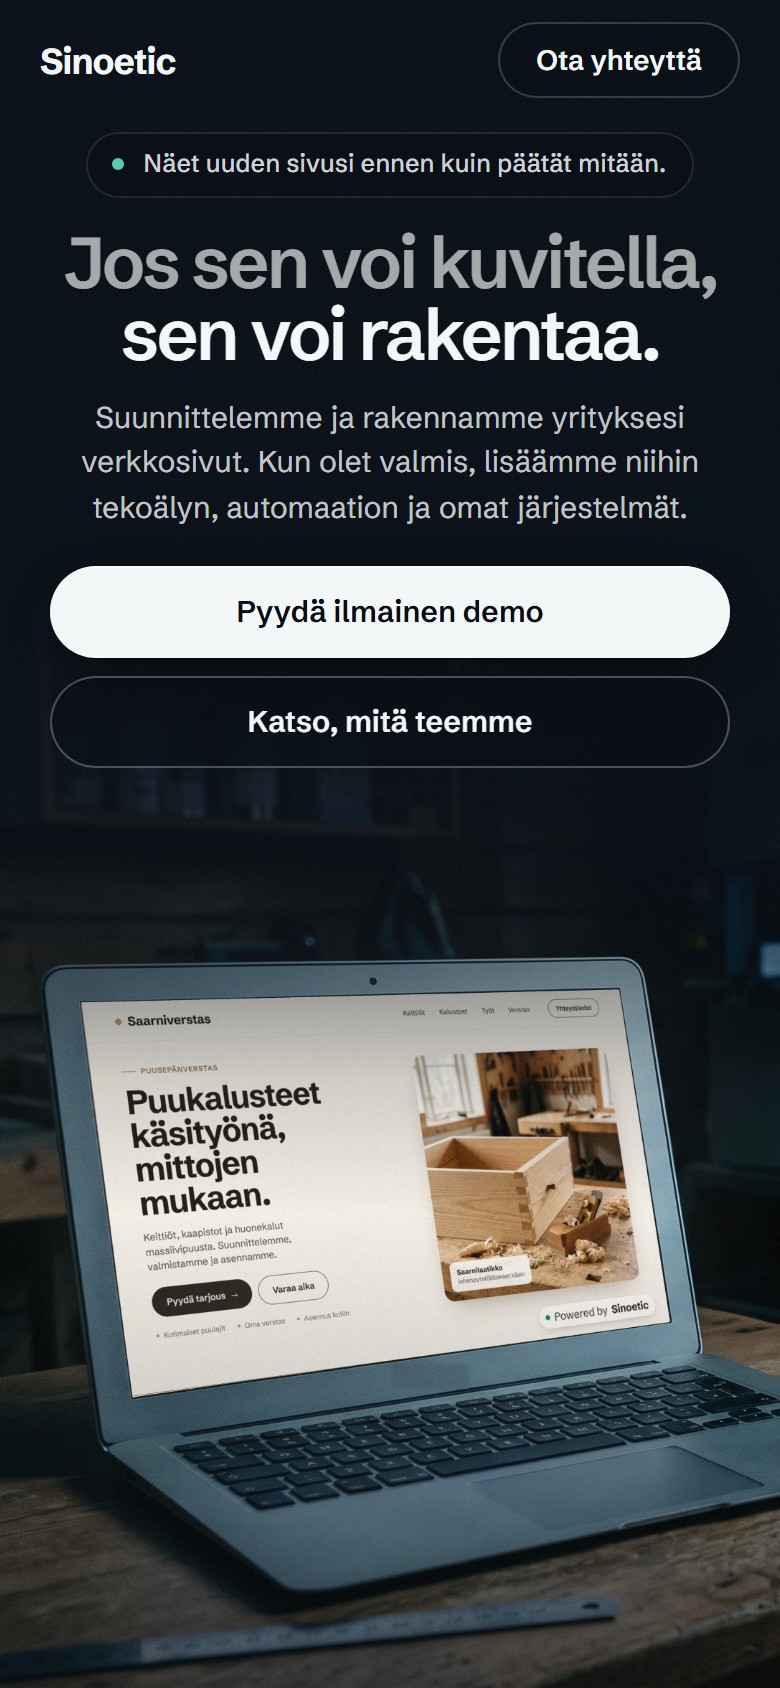 Sinoetic
Ota yhteyttä
Näet uuden sivusi ennen kuin päätät mitään.
Jos sen voi kuvitella,
sen voi rakentaa.
Suunnittelemme ja rakennamme yrityksesi
verkkosivut. Kun olet valmis, lisäämme niihin
tekoälyn, automaation ja omat järjestelmät.
Pyydä ilmainen demo
Katso, mitä teemme
Saarniverstas
Keittiöt
Kalusteet
Työt
Verstas
Yhteystiedot
PUUSEPÄNVERSTAS
Puukalusteet
käsityönä,
mittojen
mukaan.
Keittiöt, kaapistot ja huonekalut
massiivipuusta. Suunnittelemme,
valmistamme ja asennamme.
Pyydä tarjous →
Varaa aika
Kotimaiset puulajit
Oma verstas
Asennus kotiin
Saarnilaatikko
Powered by Sinoetic